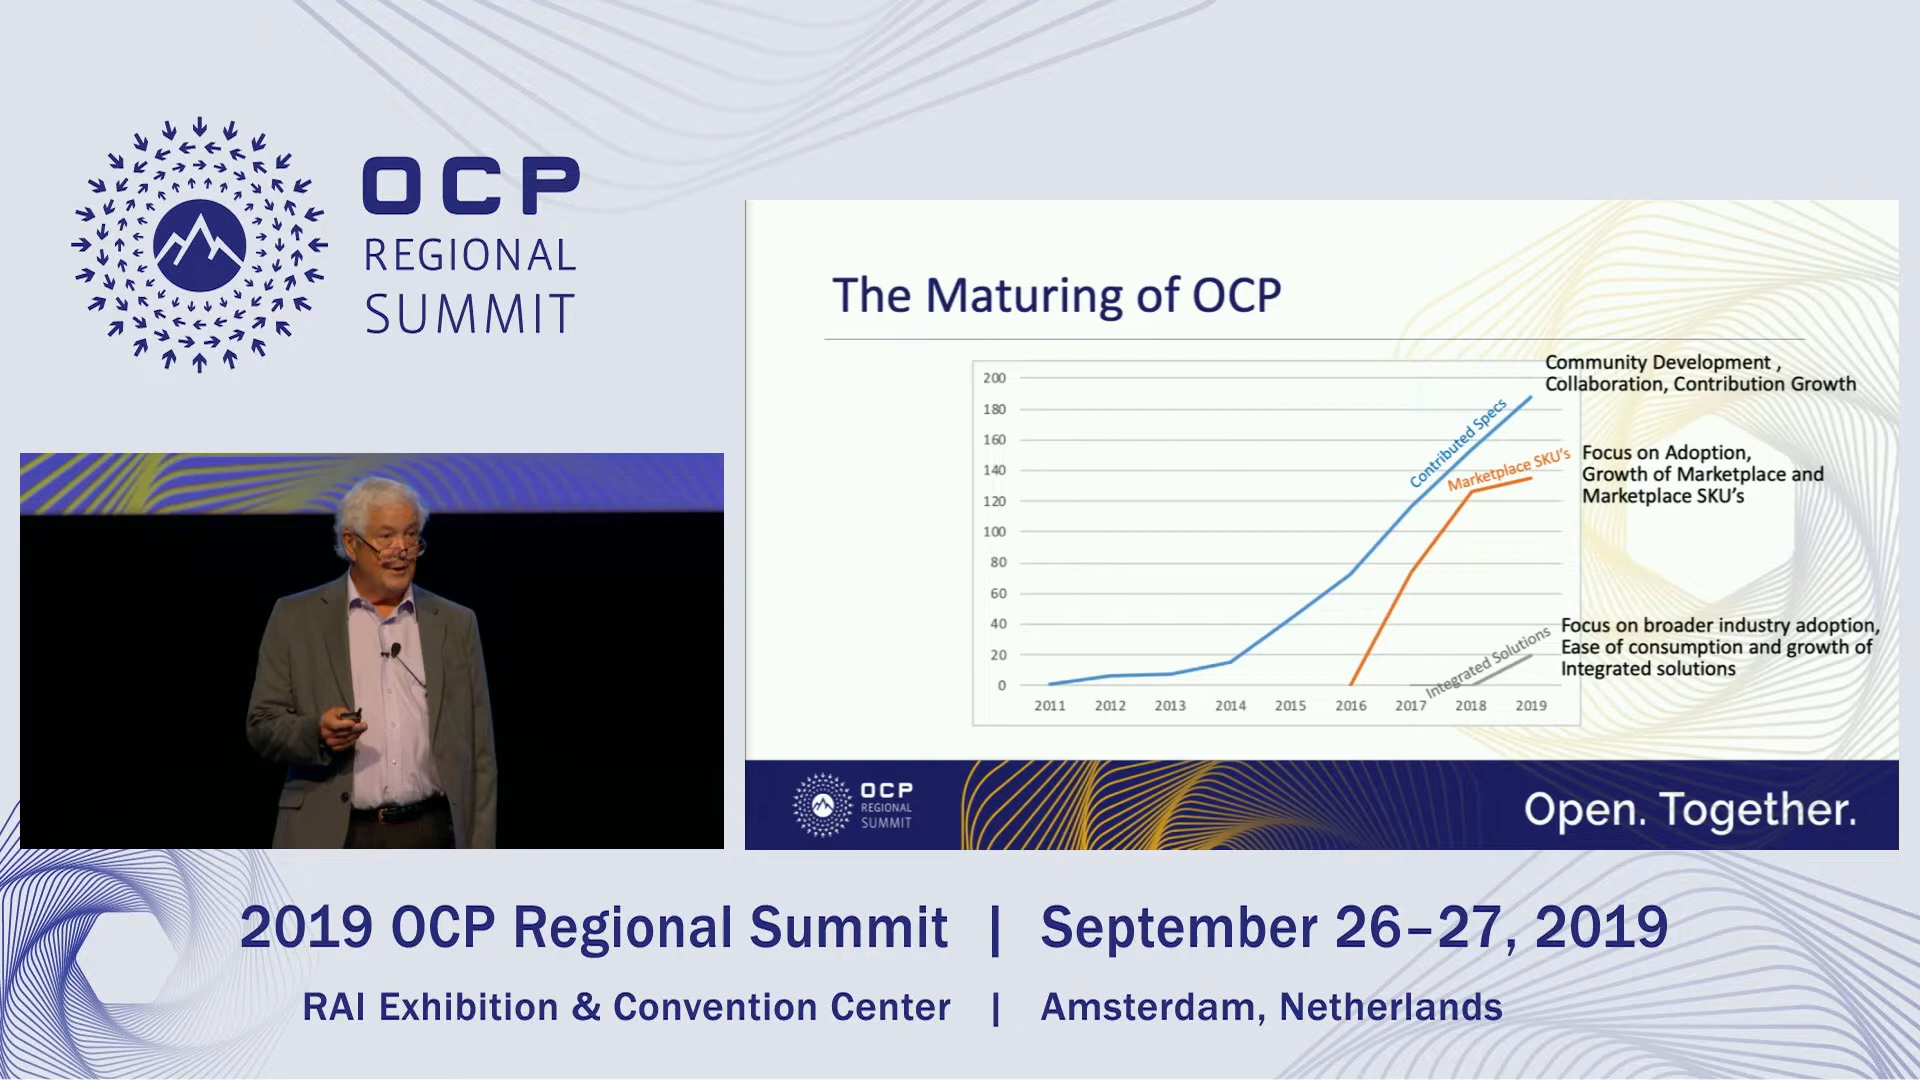 OCP
REGIONAL
SUMMIT
The Maturing of OCP
Community Development ,
Collaboration, Contribution Growth
Focus on Adoption,
Growth of Marketplace and
Marketplace SKU's
Focus on broader industry adoption,
Ease of consumption and growth of
Integrated solutions
200
180
160
140
120
100
80
60
40
20
0
Contributed Specs
Marketplace SKU's
Integrated Solutions
2011 2012 2013 2014 2015 2016 2017 2018 2019
OCP
REGIONAL
SUMMIT
Open. Together.
2019 OCP Regional Summit | September 26–27, 2019
RAI Exhibition & Convention Center | Amsterdam, Netherlands